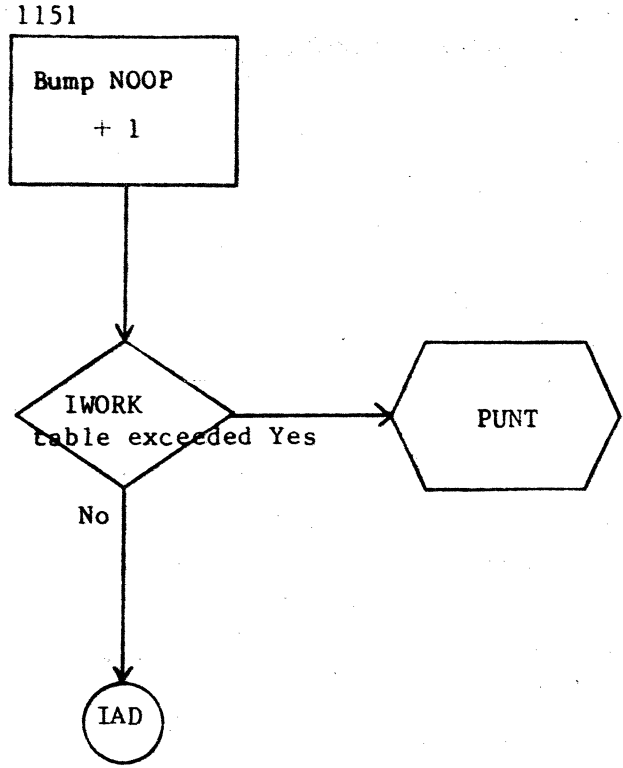 1151
Bump NOOP
+ 1
IWORK
table exceeded Yes
PUNT
No
IAD